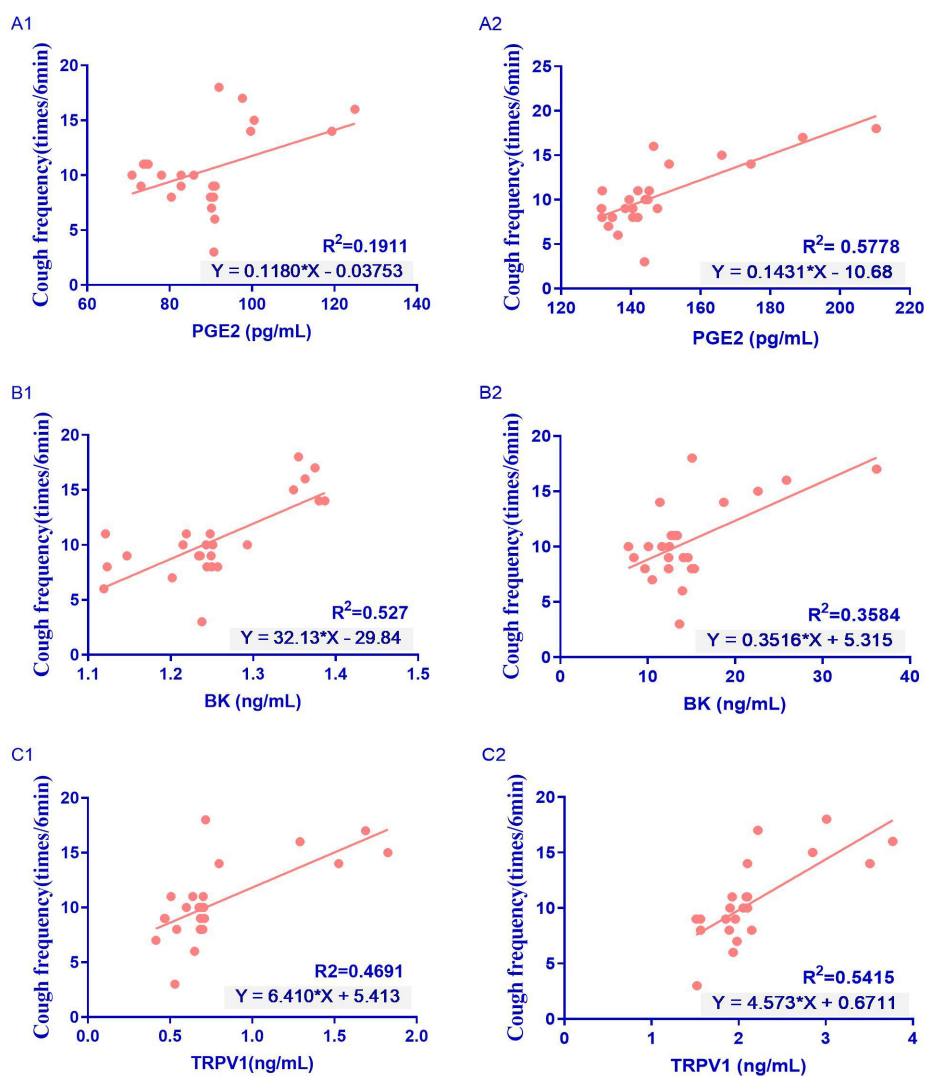 A1
Cough frequency(times/6min)
20
15
10
5
0
60
80
100
120
140
R2=0.1911
Y = 0.1180*X - 0.03753
PGE2 (pg/mL)
A2
Cough frequency(times/6min)
25
20
15
10
5
0
120
140
160
180
200
220
R2= 0.5778
Y = 0.1431*X - 10.68
PGE2 (pg/mL)
B1
Cough frequency(times/6min)
20
15
10
5
0
1.1
1.2
1.3
1.4
1.5
R2=0.527
Y = 32.13*X - 29.84
BK (ng/mL)
B2
Cough frequency(times/6min)
20
15
10
5
0
0
10
20
30
40
R2=0.3584
Y = 0.3516*X + 5.315
BK (ng/mL)
C1
Cough frequency(times/6min)
20
15
10
5
0
0.0
0.5
1.0
1.5
2.0
R2=0.4691
Y = 6.410*X + 5.413
TRPV1(ng/mL)
C2
Cough frequency(times/6min)
20
15
10
5
0
0
1
2
3
4
R2=0.5415
Y = 4.573*X + 0.6711
TRPV1 (ng/mL)